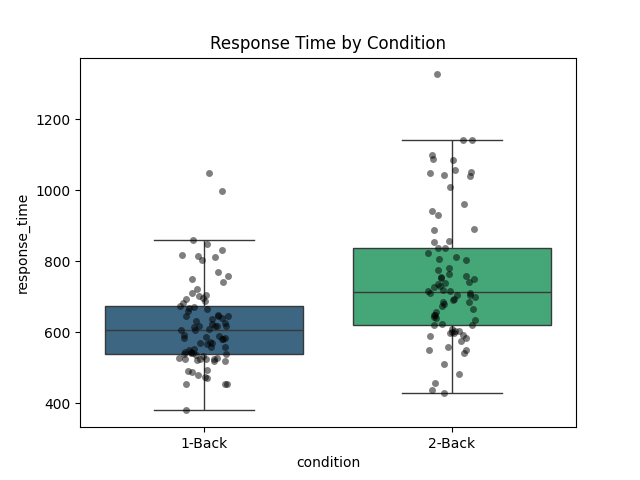 Response Time by Condition
response_time
1200
1000
800
600
400
1-Back
2-Back
condition